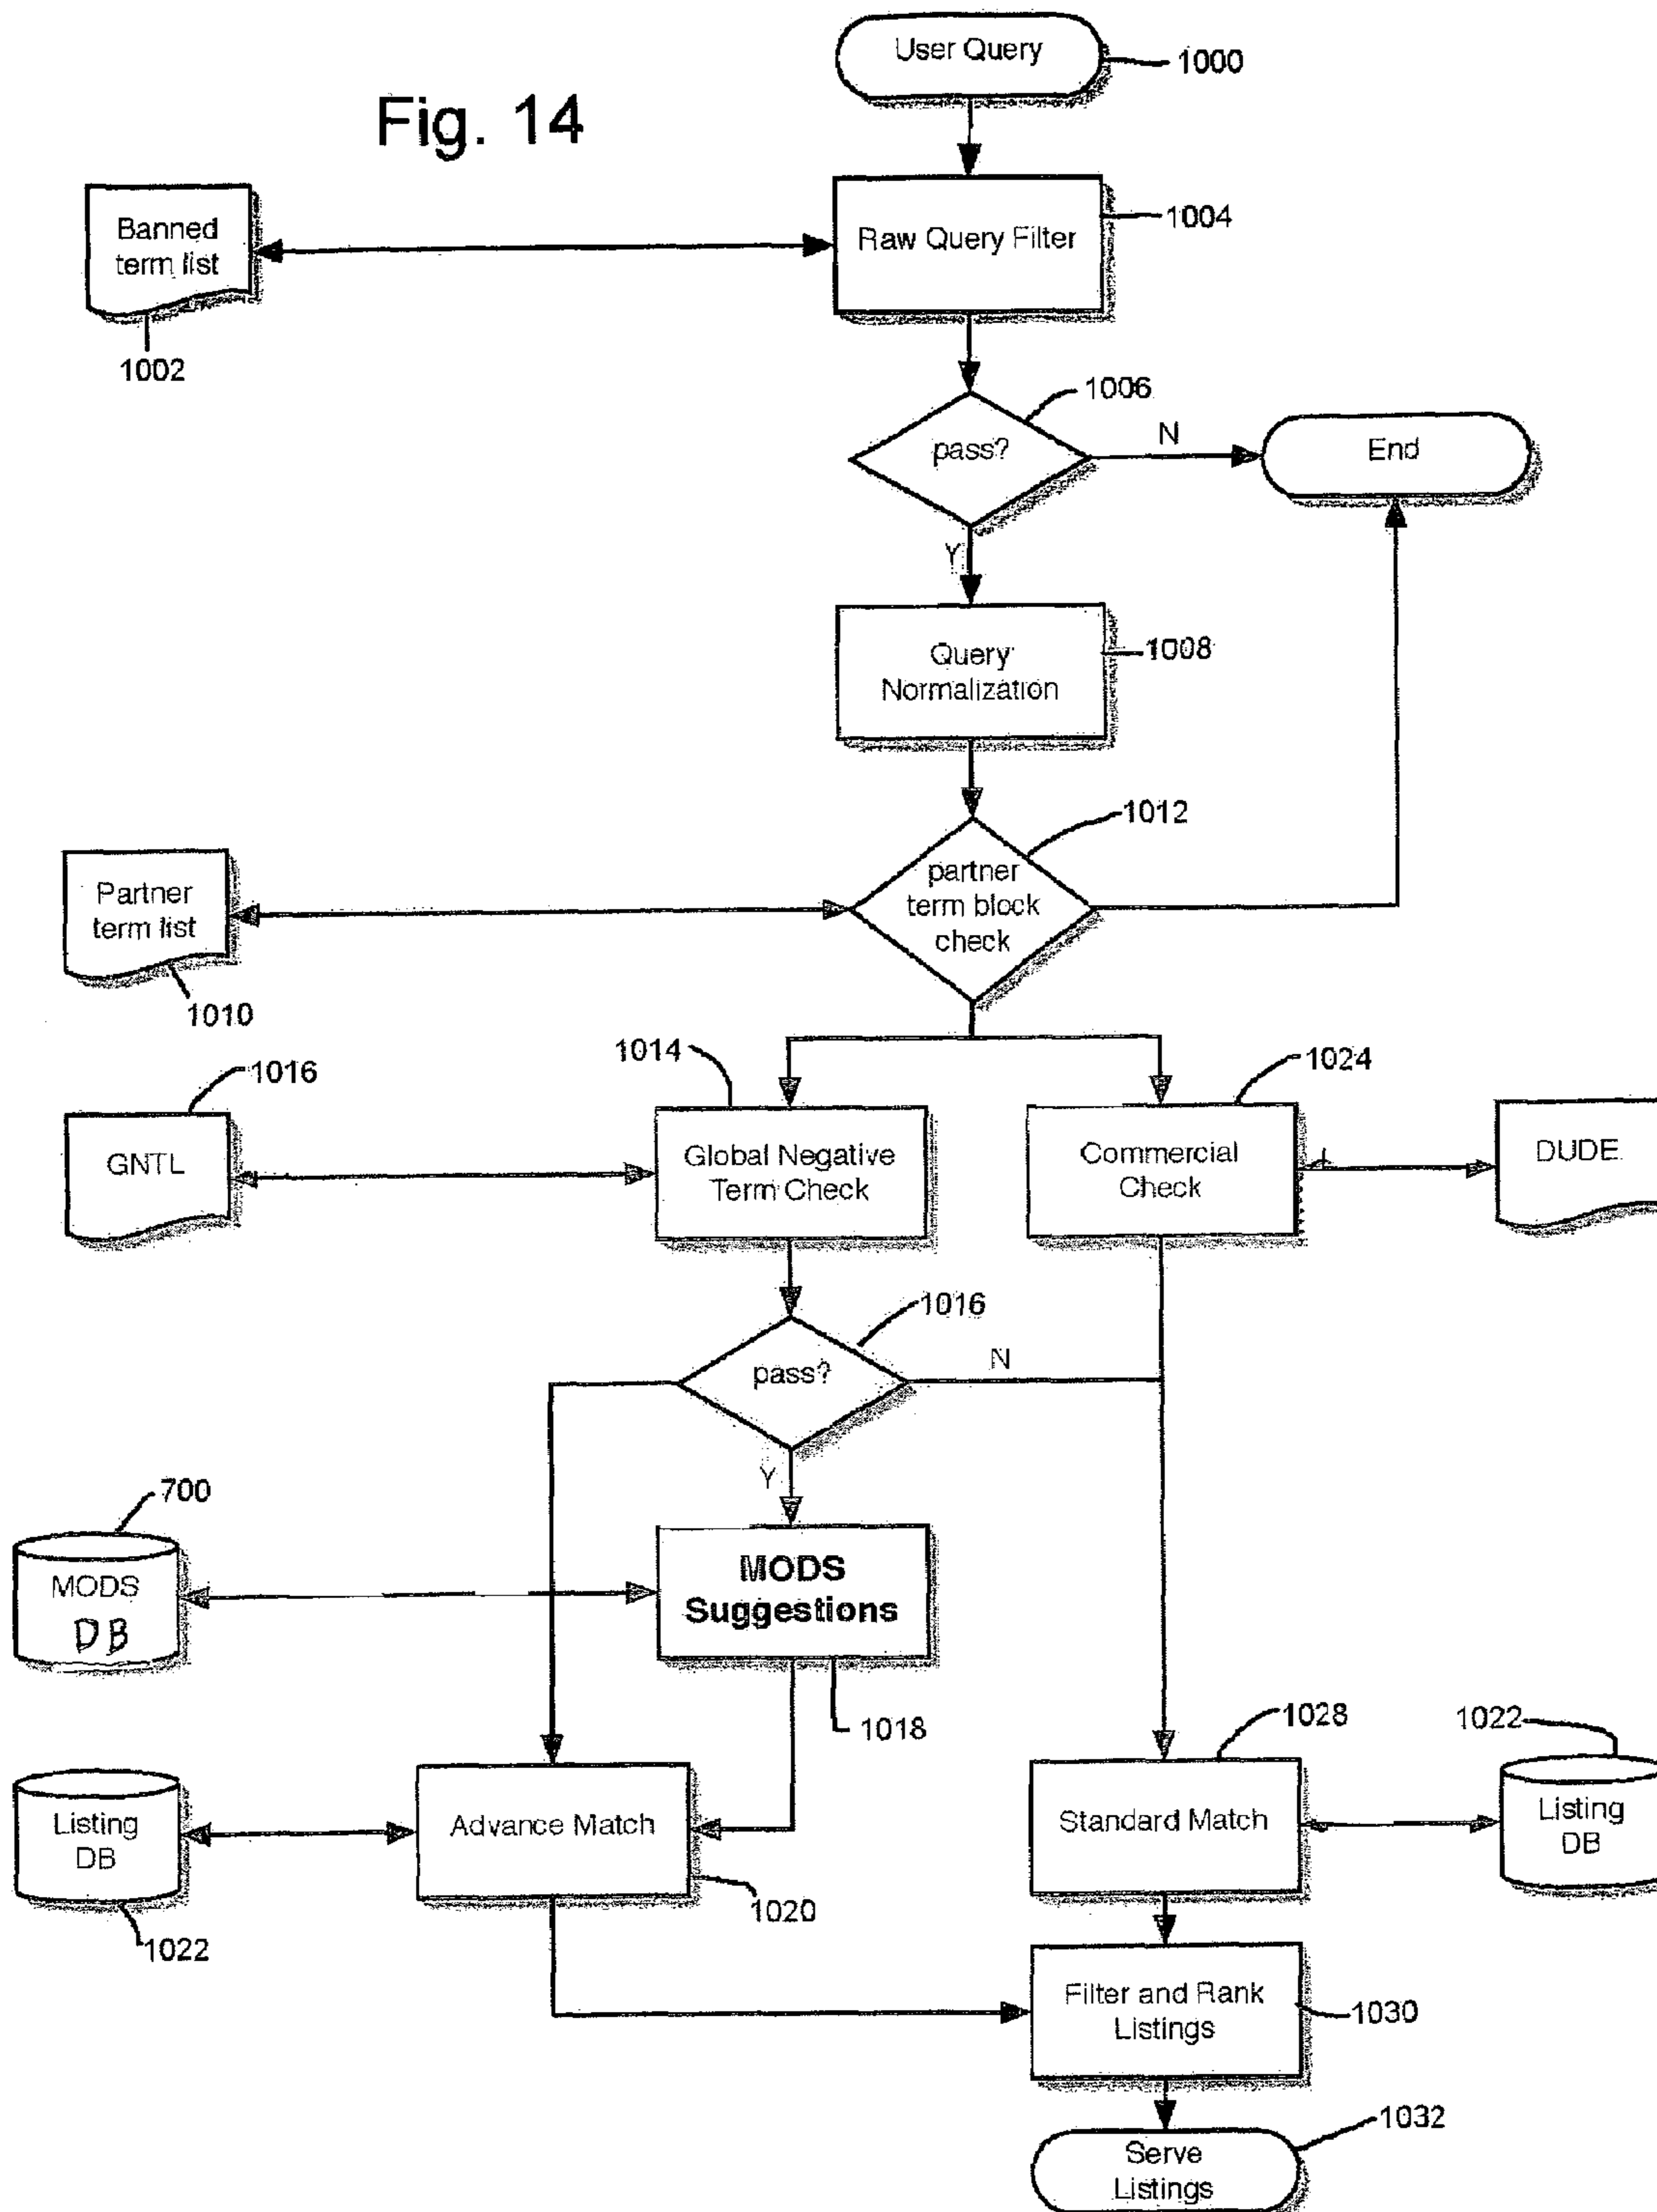 User Query
1000
Fig. 14
Banned
term list
1002
Raw Query Filter
1004
1006
pass?
N
End
Y
Query
Normalization
1008
1012
Partner
term list
1010
partner
term block
check
1016
GNTL
1014
Global Negative
Term Check
1024
Commercial
Check
DUDE
1016
pass?
N
Y
700
MODS
DB
MODS
Suggestions
1018
Listing
DB
1022
Advance Match
1020
1028
Standard Match
1022
Listing
DB
Filter and Rank
Listings
1030
1032
Serve
Listings